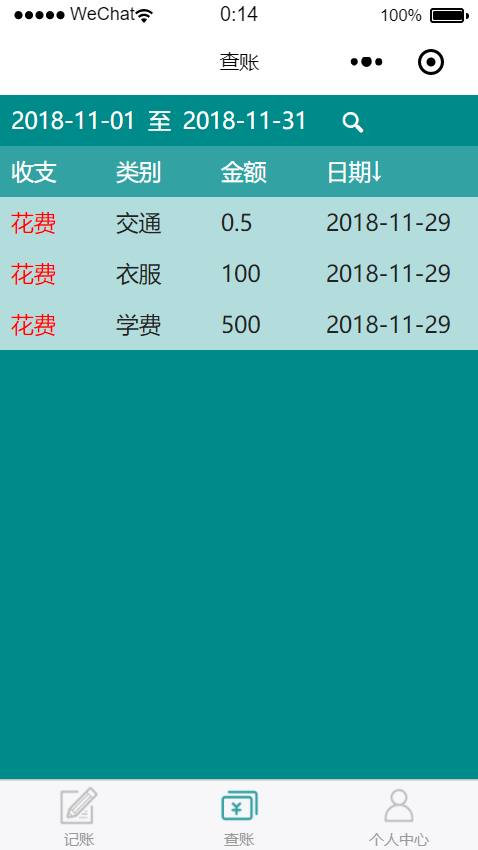 WeChat 0:14 100%
查账
2018-11-01 至 2018-11-31
收支 类别 金额 日期↓
花费 交通 0.5 2018-11-29
花费 衣服 100 2018-11-29
花费 学费 500 2018-11-29
记账 查账 个人中心